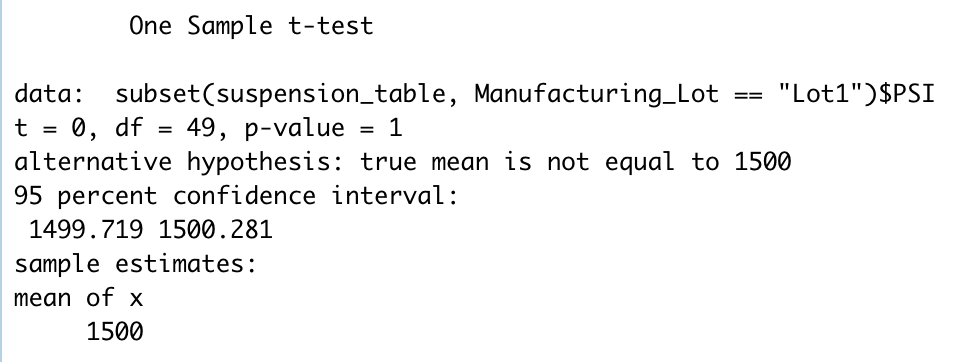 One Sample t-test
data:  subset(suspension_table, Manufacturing_Lot == "Lot1")$PSI
t = 0, df = 49, p-value = 1
alternative hypothesis: true mean is not equal to 1500
95 percent confidence interval:
1499.719 1500.281
sample estimates:
mean of x
1500